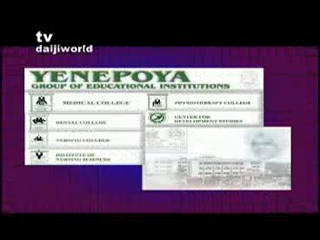 tv
daijiworld
YENEPOYA
GROUP OF EDUCATIONAL INSTITUTIONS
MEDICAL COLLEGE
PHYSIOTHERAPY COLLEGE
DENTAL COLLEGE
CENTER FOR
DEVELOPMENT STUDIES
NURSING COLLEGE
INSTITUTE OF
NURSING SCIENCES